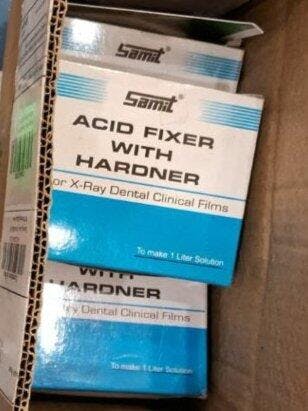 Samit
Samit
ACID FIXER
WITH
HARDNER
or X-Ray Dental Clinical Films
To make 1 Liter Solution
WITH
HARDNER
Dental Clinical Films
To make 1 Liter Solution